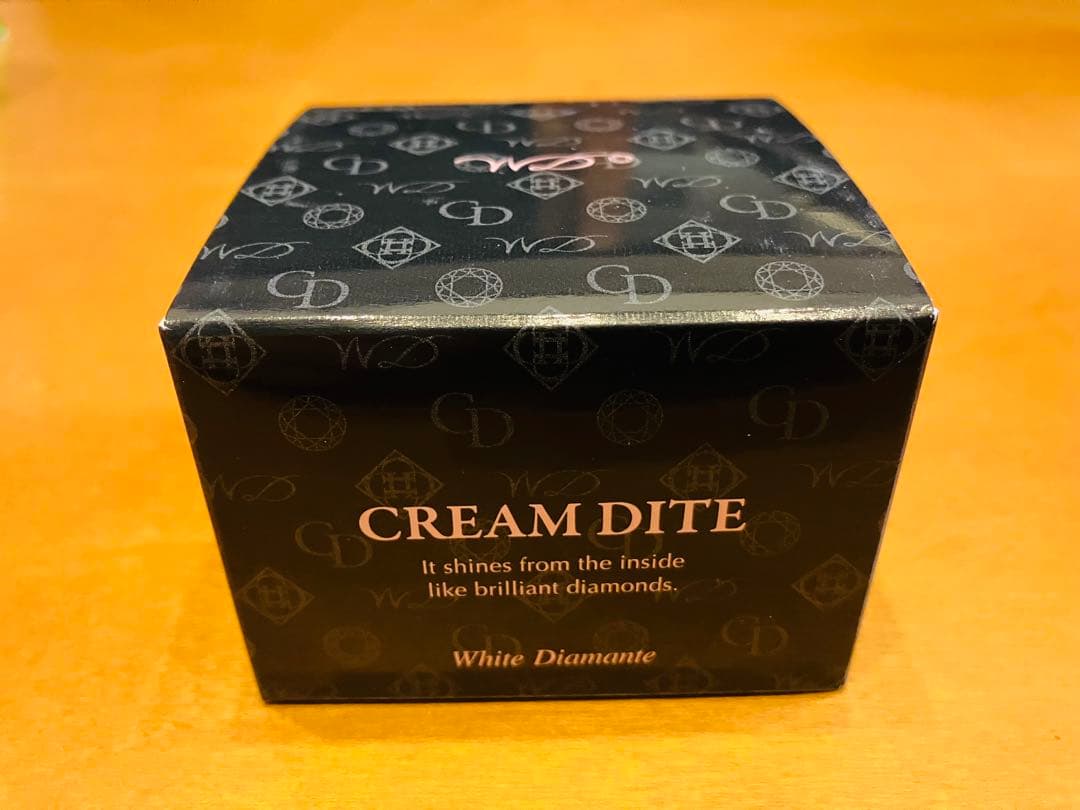 CREAM DITE
It shines from the inside
like brilliant diamonds.
White Diamante